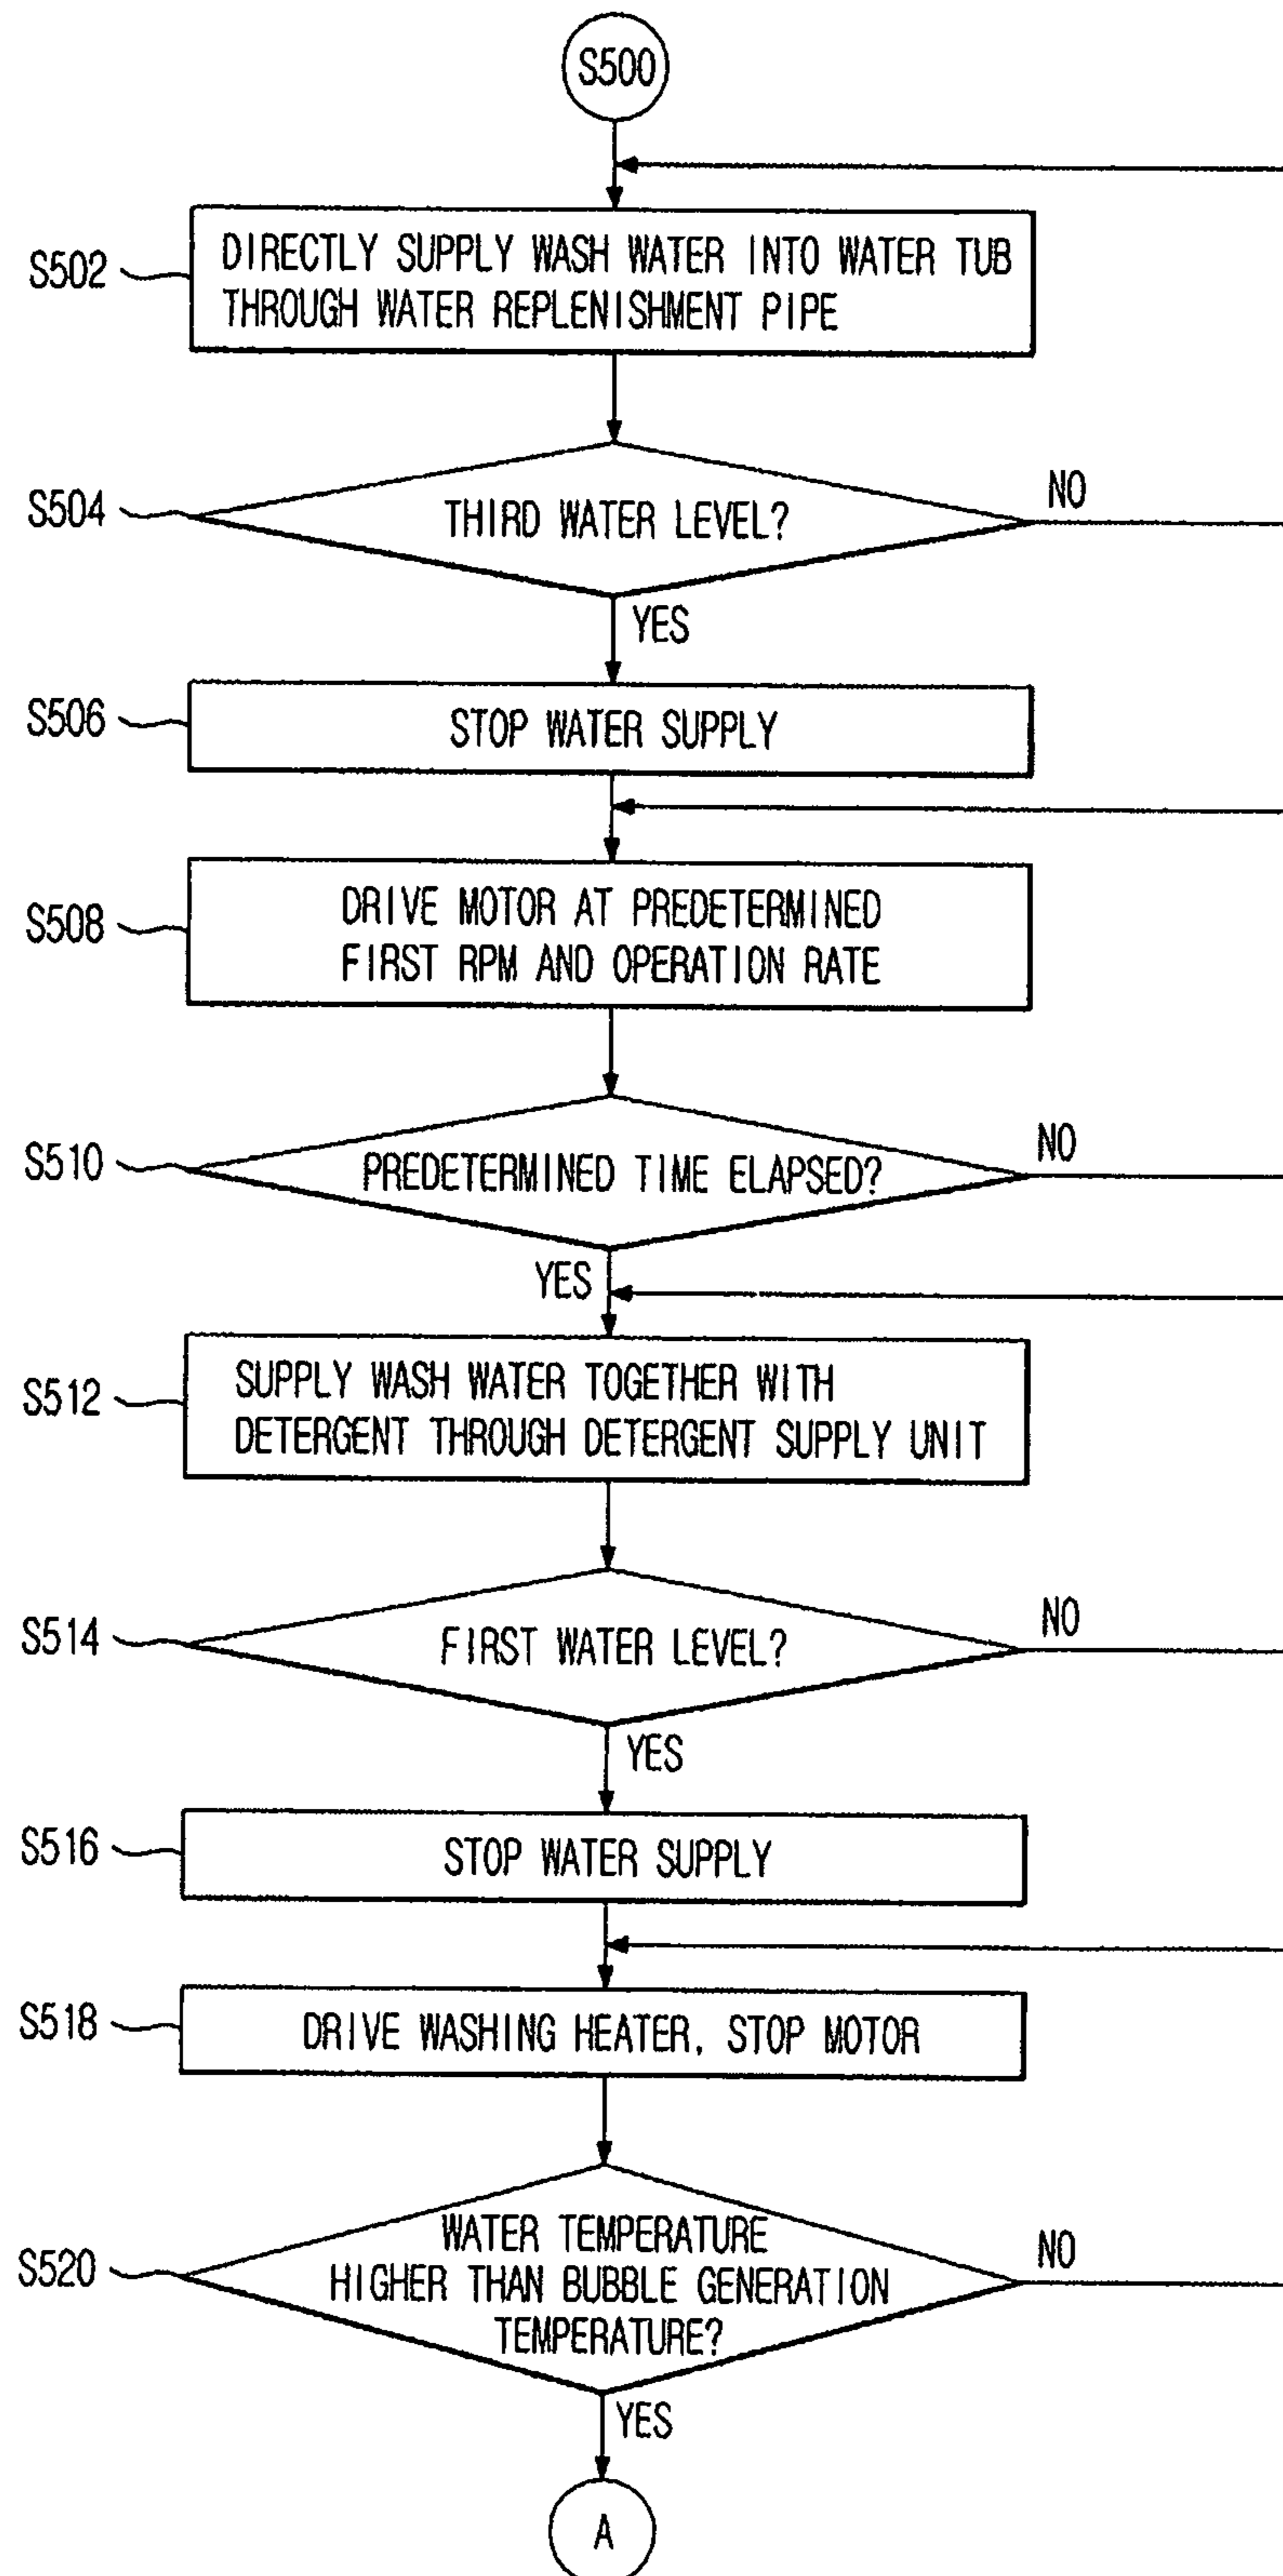 S500
S502
DIRECTLY SUPPLY WASH WATER INTO WATER TUB
THROUGH WATER REPLENISHMENT PIPE
S504
THIRD WATER LEVEL?
NO
YES
S506
STOP WATER SUPPLY
S508
DRIVE MOTOR AT PREDETERMINED
FIRST RPM AND OPERATION RATE
S510
PREDETERMINED TIME ELAPSED?
NO
YES
S512
SUPPLY WASH WATER TOGETHER WITH
DETERGENT THROUGH DETERGENT SUPPLY UNIT
S514
FIRST WATER LEVEL?
NO
YES
S516
STOP WATER SUPPLY
S518
DRIVE WASHING HEATER, STOP MOTOR
S520
WATER TEMPERATURE
HIGHER THAN BUBBLE GENERATION
TEMPERATURE?
NO
YES
A